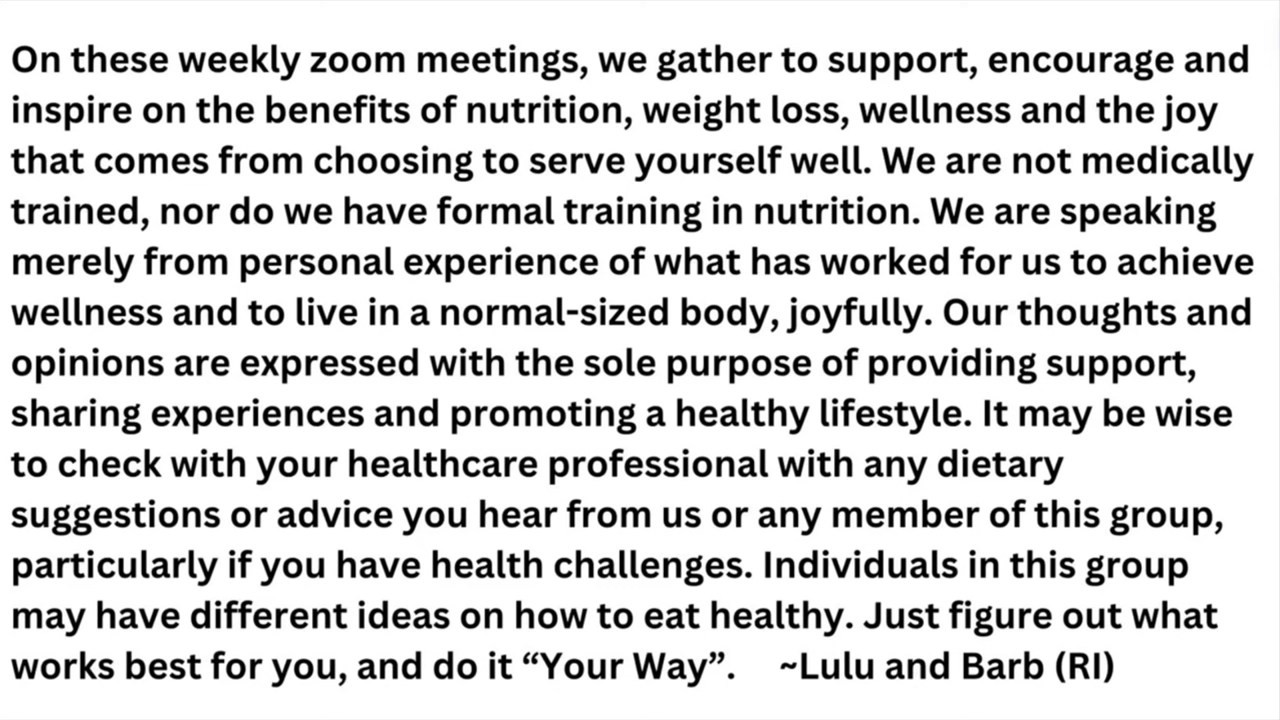 On these weekly zoom meetings, we gather to support, encourage and
inspire on the benefits of nutrition, weight loss, wellness and the joy
that comes from choosing to serve yourself well. We are not medically
trained, nor do we have formal training in nutrition. We are speaking
merely from personal experience of what has worked for us to achieve
wellness and to live in a normal-sized body, joyfully. Our thoughts and
opinions are expressed with the sole purpose of providing support,
sharing experiences and promoting a healthy lifestyle. It may be wise
to check with your healthcare professional with any dietary
suggestions or advice you hear from us or any member of this group,
particularly if you have health challenges. Individuals in this group
may have different ideas on how to eat healthy. Just figure out what
works best for you, and do it “Your Way”. ~Lulu and Barb (RI)